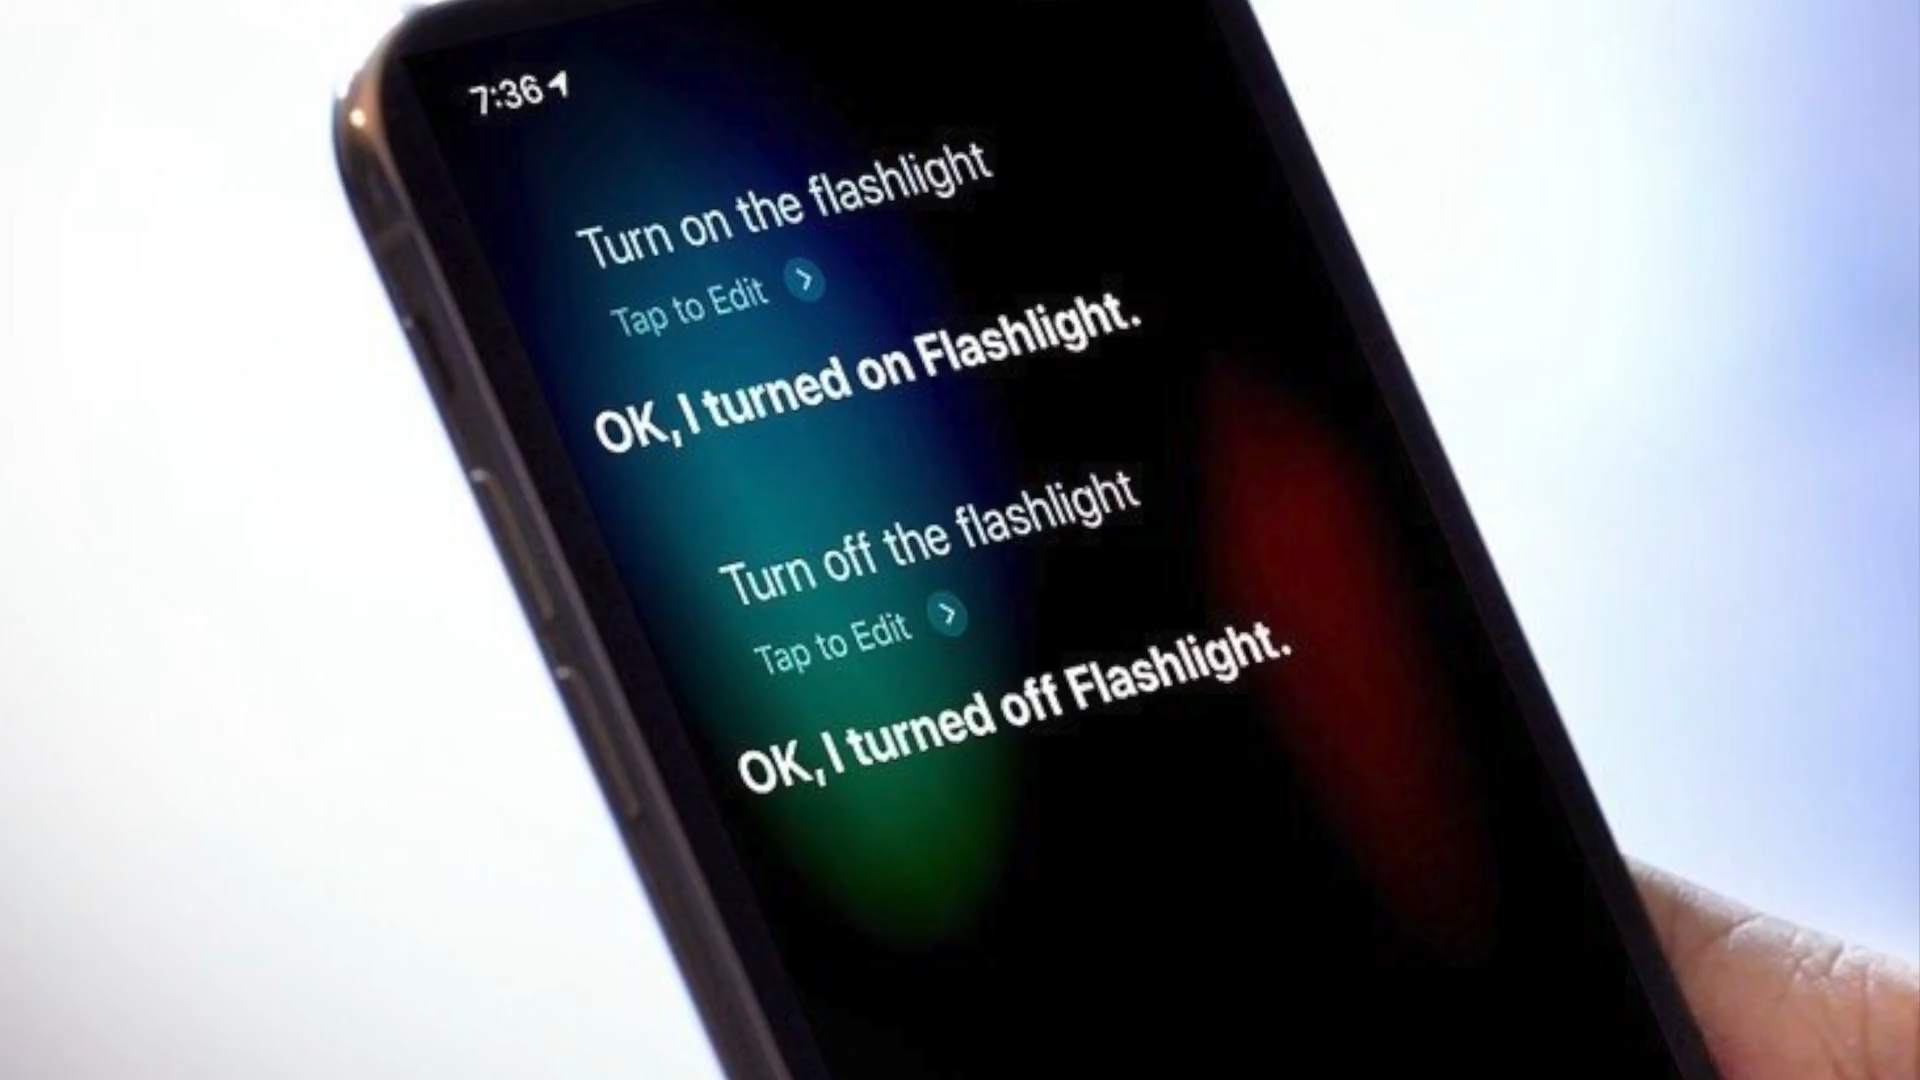 7:36
Turn on the flashlight
Tap to Edit
OK, I turned on Flashlight.
Turn off the flashlight
Tap to Edit
OK, I turned off Flashlight.